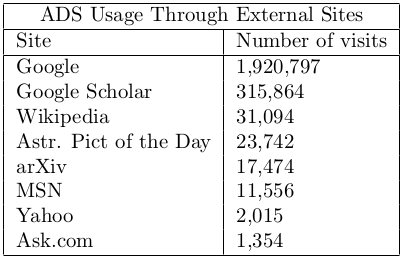 ADS Usage Through External Sites
Site Number of visits
Google 1,920,797
Google Scholar 315,864
Wikipedia 31,094
Astr. Pict of the Day 23,742
arXiv 17,474
MSN 11,556
Yahoo 2,015
Ask.com 1,354